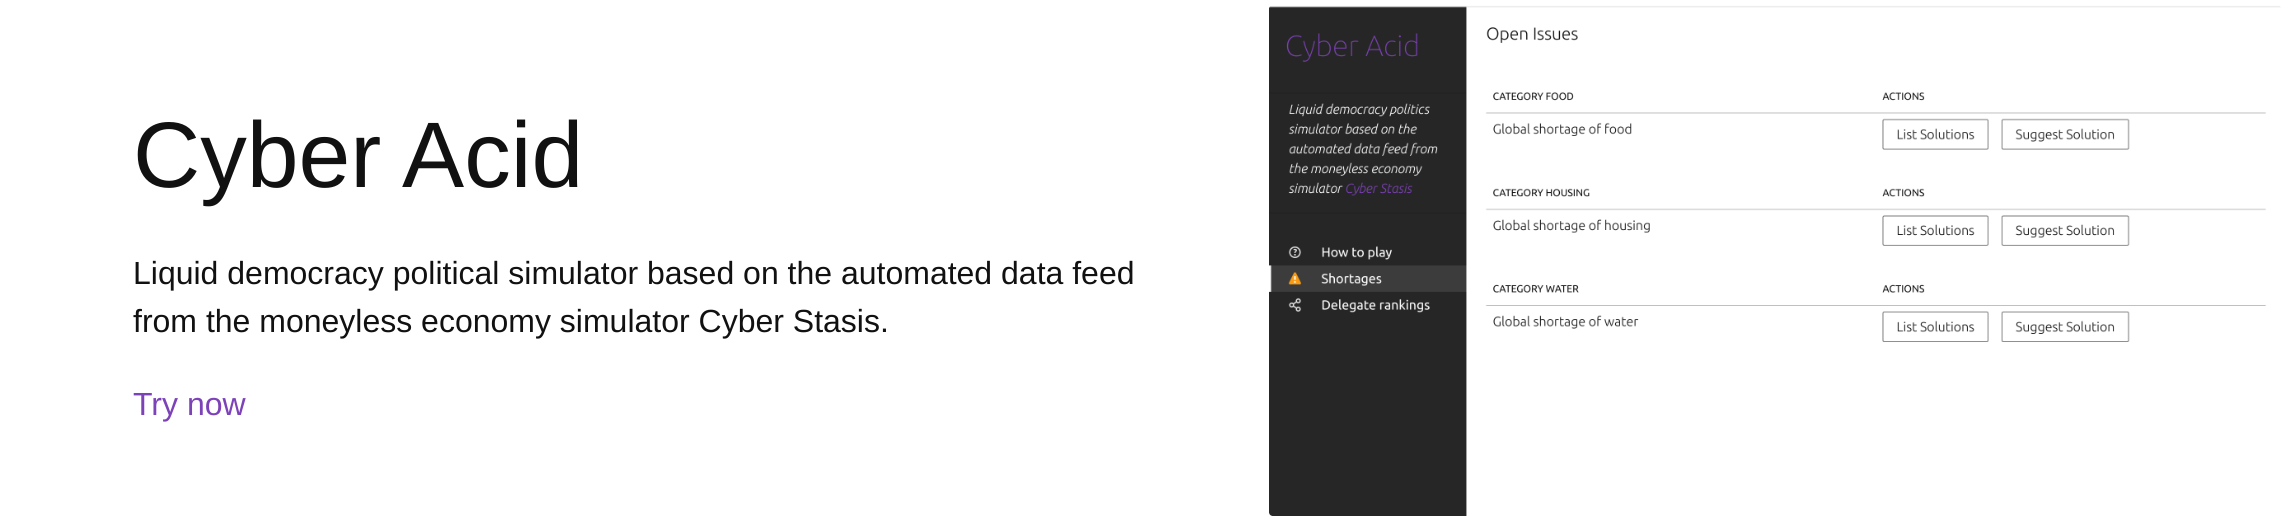 Cyber Acid
Liquid democracy political simulator based on the automated data feed
from the moneyless economy simulator Cyber Stasis.
Try now
Cyber Acid
Liquid democracy politics
simulator based on the
automated data feed from
the moneyless economy
simulator Cyber Stasis
How to play
Shortages
Delegate rankings
Open Issues
CATEGORY FOOD ACTIONS
Global shortage of food List Solutions Suggest Solution
CATEGORY HOUSING ACTIONS
Global shortage of housing List Solutions Suggest Solution
CATEGORY WATER ACTIONS
Global shortage of water List Solutions Suggest Solution